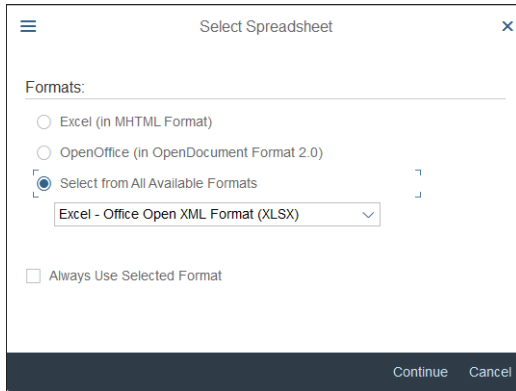 Select Spreadsheet
Formats:
Excel (in MHTML Format)
OpenOffice (in OpenDocument Format 2.0)
Select from All Available Formats
Excel - Office Open XML Format (XLSX)
Always Use Selected Format
Continue Cancel